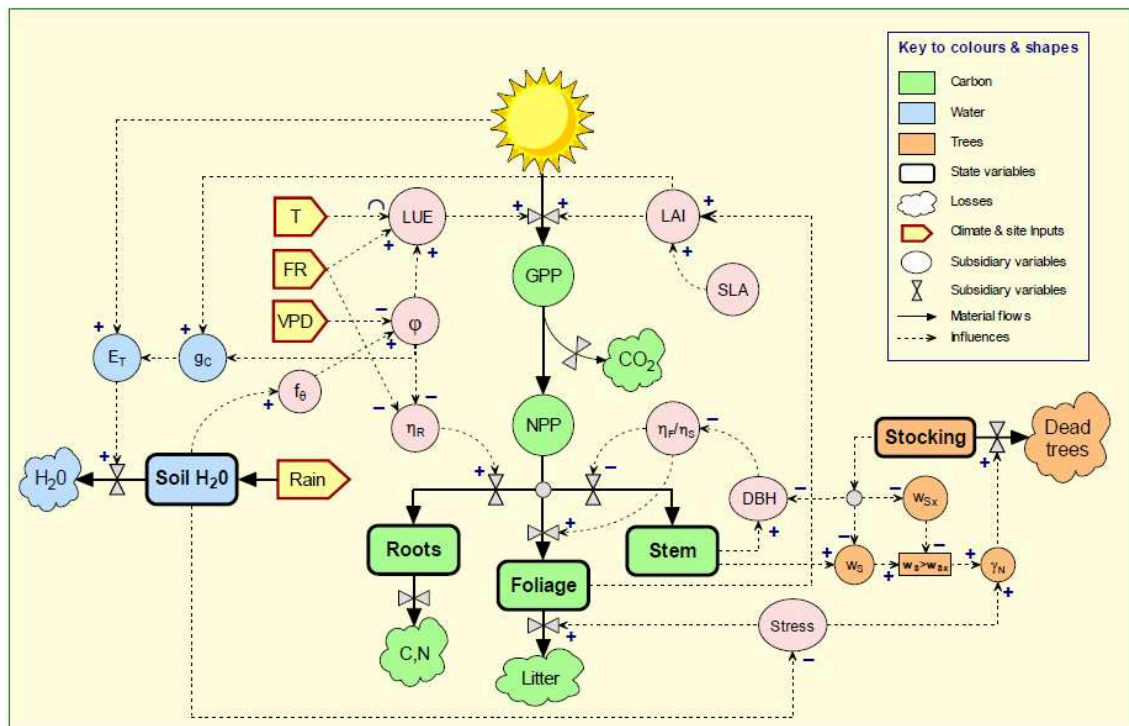 Key to colours & shapes
Carbon
Water
Trees
State variables
Losses
Climate & site Inputs
Subsidiary variables
Subsidiary variables
Material flows
Influences
T
LUE
+
+
+
+
+
LAI
+
+
FR
GPP
SLA
VPD
−
φ
+
+
E_T
+
g_C
CO₂
f_θ
+
−
−
η_R
NPP
η_F/η_S
−
Stocking
Dead
trees
+
H₂0
+
Soil H₂0
Rain
+
−
DBH
−
+
−
w_Sx
−
−
Roots
+
Stem
+
w_S
+
w_S>w_Sx
+
γ_N
+
Foliage
Stress
+
−
C,N
Litter